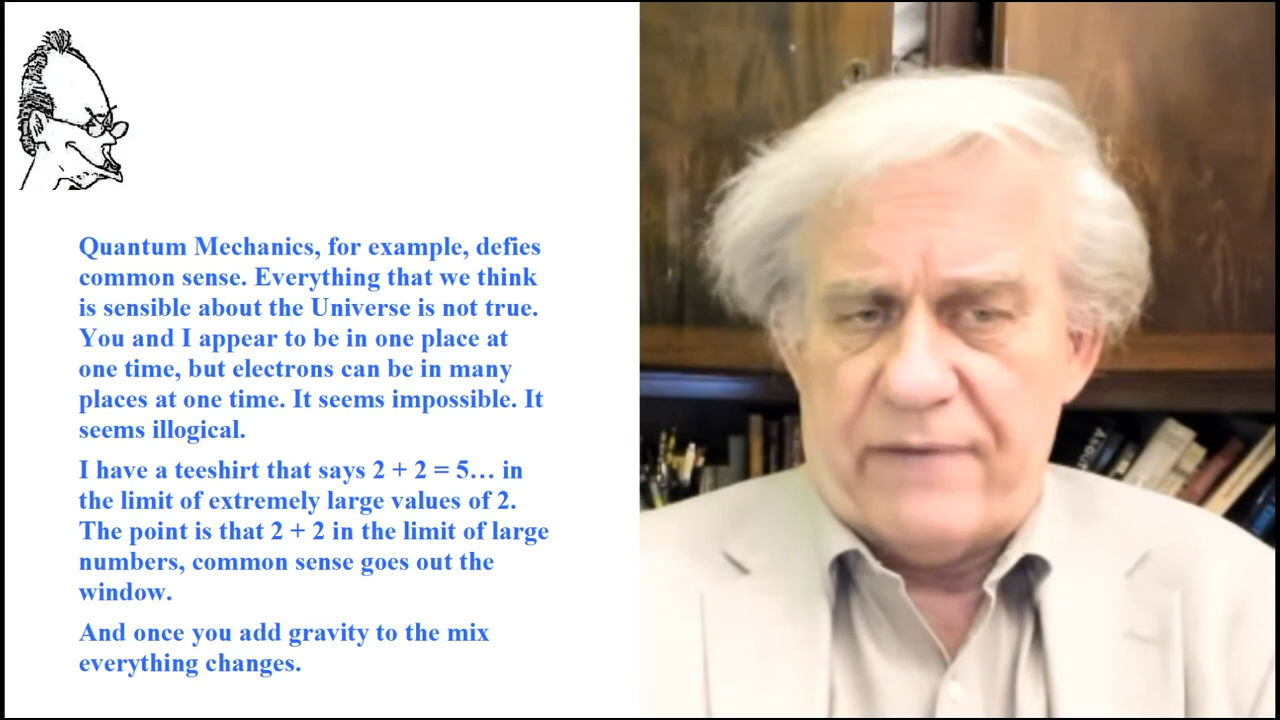 Quantum Mechanics, for example, defies
common sense. Everything that we think
is sensible about the Universe is not true.
You and I appear to be in one place at
one time, but electrons can be in many
places at one time. It seems impossible. It
seems illogical.
I have a teeshirt that says 2 + 2 = 5… in
the limit of extremely large values of 2.
The point is that 2 + 2 in the limit of large
numbers, common sense goes out the
window.
And once you add gravity to the mix
everything changes.